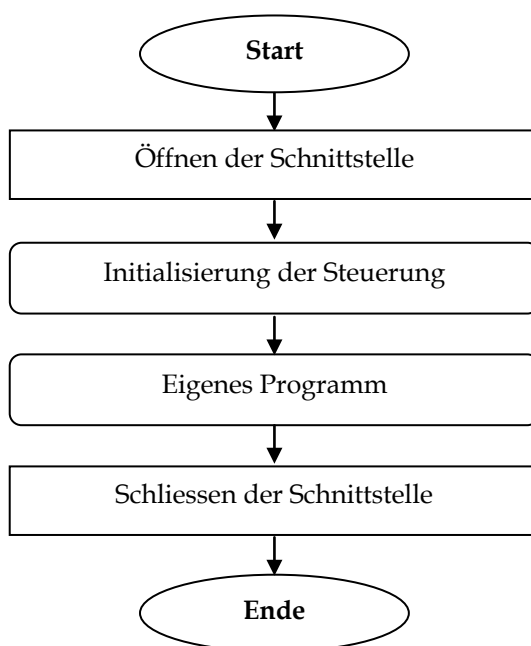 Start
Öffnen der Schnittstelle
Initialisierung der Steuerung
Eigenes Programm
Schliessen der Schnittstelle
Ende